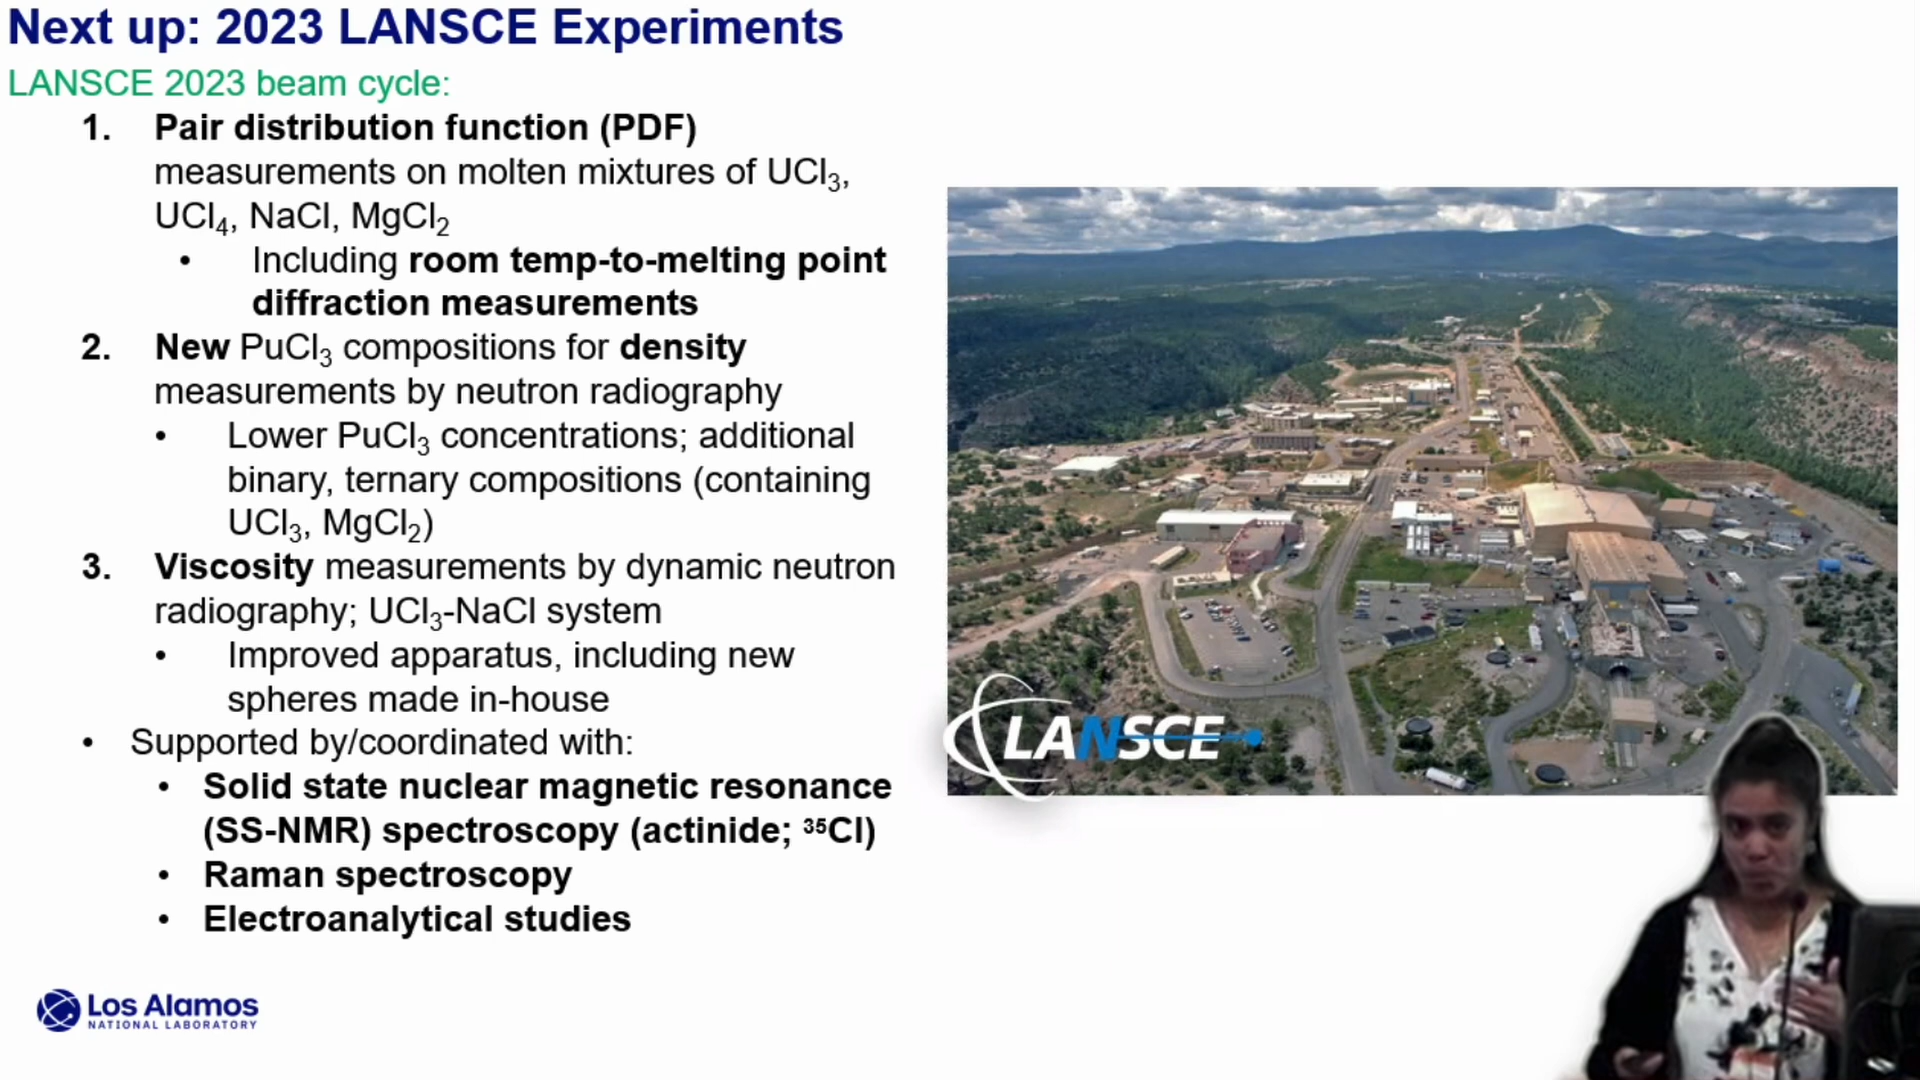 Next up: 2023 LANSCE Experiments
LANSCE 2023 beam cycle:
1. Pair distribution function (PDF)
measurements on molten mixtures of UCl₃,
UCl₄, NaCl, MgCl₂
• Including room temp-to-melting point
diffraction measurements
2. New PuCl₃ compositions for density
measurements by neutron radiography
• Lower PuCl₃ concentrations; additional
binary, ternary compositions (containing
UCl₃, MgCl₂)
3. Viscosity measurements by dynamic neutron
radiography; UCl₃-NaCl system
• Improved apparatus, including new
spheres made in-house
• Supported by/coordinated with:
• Solid state nuclear magnetic resonance
(SS-NMR) spectroscopy (actinide; ³⁵Cl)
• Raman spectroscopy
• Electroanalytical studies
LANSCE
Los Alamos
NATIONAL LABORATORY